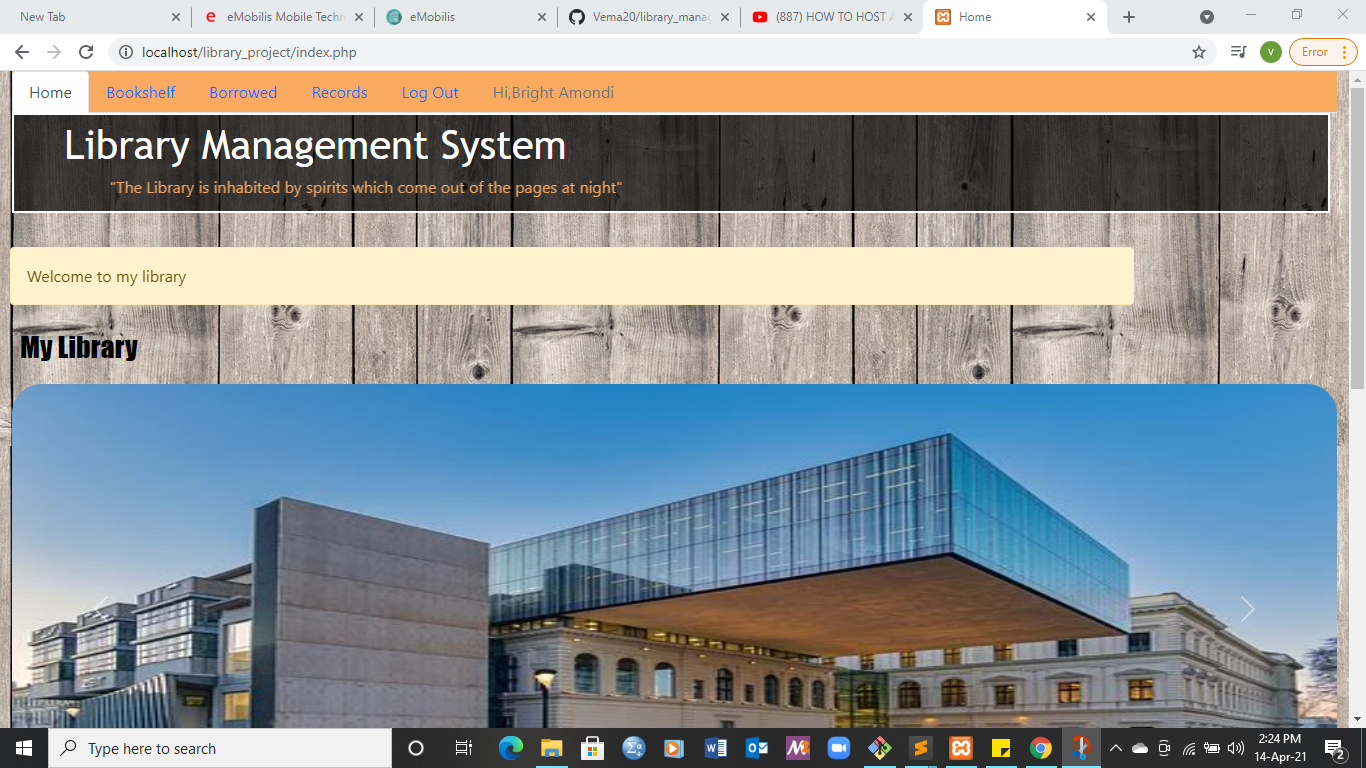 New Tab
eMobilis Mobile Techn
eMobilis
Vema20/library_manag
(887) HOW TO HOST A
Home
localhost/library_project/index.php
V
Error
Home
Bookshelf
Borrowed
Records
Log Out
Hi,Bright Amondi
Library Management System
"The Library is inhabited by spirits which come out of the pages at night"
Welcome to my library
My Library
Type here to search
2:24 PM
14-Apr-21
2